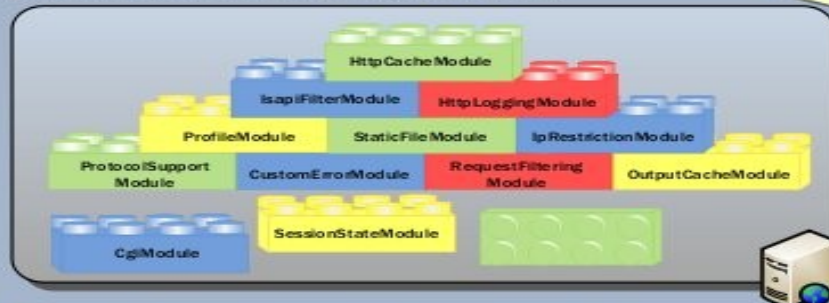 HttpCacheModule
IsapiFilterModule
HttpLoggingModule
ProfileModule
StaticFileModule
IpRestrictionModule
ProtocolSupport
Module
CustomErrorModule
RequestFiltering
Module
OutputCacheModule
CgiModule
SessionStateModule